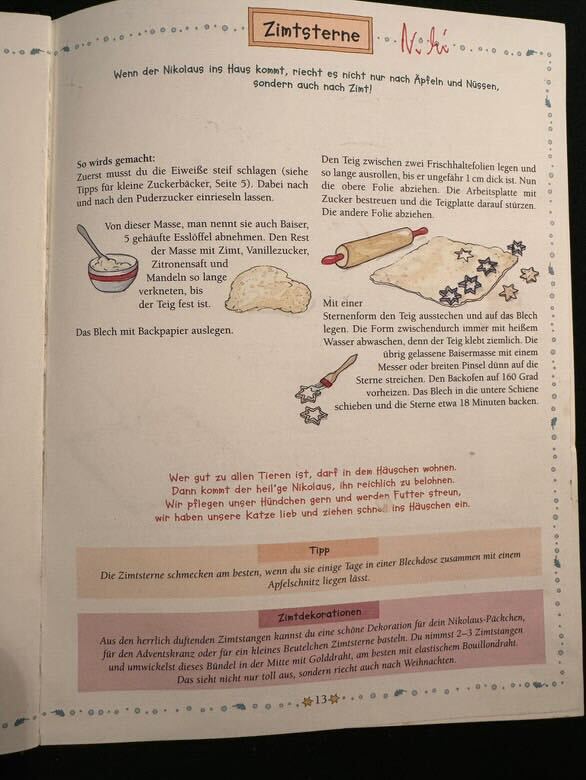 Zimtsterne
Niki
Wenn der Nikolaus ins Haus kommt, riecht es nicht nur nach Äpfeln und Nüssen,
sondern auch nach Zimt!
So wirds gemacht:
Zuerst musst du die Eiweiße steif schlagen (siehe
Tipps für kleine Zuckerbäcker, Seite 5). Dabei nach
und nach den Puderzucker einrieseln lassen.
Von dieser Masse, man nennt sie auch Baiser,
5 gehäufte Esslöffel abnehmen. Den Rest
der Masse mit Zimt, Vanillezucker,
Zitronensaft und
Mandeln so lange
verkneten, bis
der Teig fest ist.
Das Blech mit Backpapier auslegen.
Den Teig zwischen zwei Frischhaltefolien legen und
so lange ausrollen, bis er ungefähr 1 cm dick ist. Nun
die obere Folie abziehen. Die Arbeitsplatte mit
Zucker bestreuen und die Teigplatte darauf stürzen.
Die andere Folie abziehen.
Mit einer
Sternenform den Teig ausstechen und auf das Blech
legen. Die Form zwischendurch immer mit heißem
Wasser abwaschen, denn der Teig klebt ziemlich. Die
übrig gelassene Baisermasse mit einem
Messer oder breiten Pinsel dünn auf die
Sterne streichen. Den Backofen auf 160 Grad
vorheizen. Das Blech in die untere Schiene
schieben und die Sterne etwa 18 Minuten backen.
Wer gut zu allen Tieren ist, darf in dem Häuschen wohnen.
Dann kommt der heil'ge Nikolaus, ihn reichlich zu belohnen.
Wir pflegen unser Hündchen gern und werden Futter streun,
wir haben unsere Katze lieb und ziehen schnell ins Häuschen ein.
Tipp
Die Zimtsterne schmecken am besten, wenn du sie einige Tage in einer Blechdose zusammen mit einem
Apfelschnitz liegen lässt.
Zimtdekorationen
Aus den herrlich duftenden Zimtstangen kannst du eine schöne Dekoration für dein Nikolaus-Päckchen,
für den Adventskranz oder für ein kleines Beutelchen Zimtsterne basteln. Du nimmst 2–3 Zimtstangen
und umwickelst dieses Bündel in der Mitte mit Golddraht, am besten mit elastischem Bouillondraht.
Das sieht nicht nur toll aus, sondern riecht auch nach Weihnachten.
13